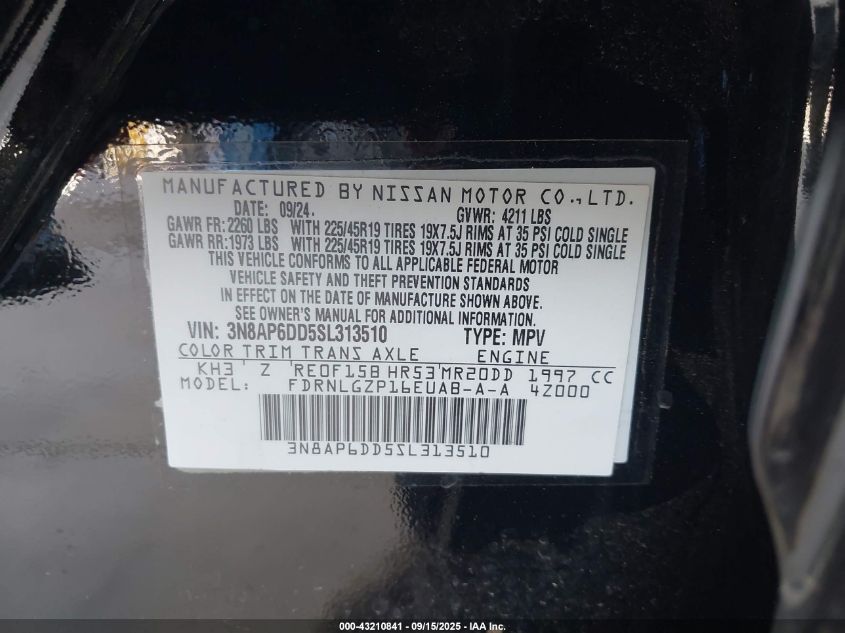 MANUFACTURED BY NISSAN MOTOR CO., LTD.
DATE: 09/24. GVWR: 4211 LBS
GAWR FR: 2260 LBS WITH 225/45R19 TIRES 19X7.5J RIMS AT 35 PSI COLD SINGLE
GAWR RR: 1973 LBS WITH 225/45R19 TIRES 19X7.5J RIMS AT 35 PSI COLD SINGLE
THIS VEHICLE CONFORMS TO ALL APPLICABLE FEDERAL MOTOR
VEHICLE SAFETY AND THEFT PREVENTION STANDARDS
IN EFFECT ON THE DATE OF MANUFACTURE SHOWN ABOVE.
SEE OWNER'S MANUAL FOR ADDITIONAL INFORMATION.
VIN: 3N8AP6DD5SL313510 TYPE: MPV
COLOR TRIM TRANS AXLE ENGINE
KH3 Z RE0F15B HR53 MR20DD 1997 CC
MODEL: FDRNLGZP16EUAB-A-A 4Z000
3N8AP6DD5SL313510
000-43210841 - 09/15/2025 - IAA Inc.